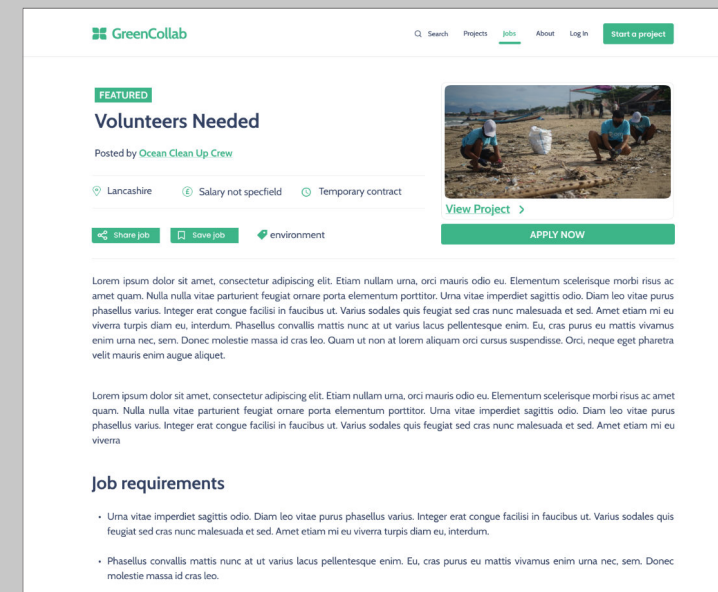 GreenCollab
Search Projects Jobs About Log In Start a project
FEATURED
Volunteers Needed
Posted by Ocean Clean Up Crew
Lancashire £ Salary not specfield Temporary contract
View Project
Share job Save job environment
APPLY NOW
Lorem ipsum dolor sit amet, consectetur adipiscing elit. Etiam nullam urna, orci mauris odio eu. Elementum scelerisque morbi risus ac
amet quam. Nulla nulla vitae parturient feugiat ornare porta elementum porttitor. Urna vitae imperdiet sagittis odio. Diam leo vitae purus
phasellus varius. Integer erat congue facilisi in faucibus ut. Varius sodales quis feugiat sed cras nunc malesuada et sed. Amet etiam mi eu
viverra turpis diam eu, interdum. Phasellus convallis mattis nunc at ut varius lacus pellentesque enim. Eu, cras purus eu mattis vivamus
enim urna nec, sem. Donec molestie massa id cras leo. Quam ut non at lorem aliquam orci cursus suspendisse. Orci, neque eget pharetra
velit mauris enim augue aliquet.
Lorem ipsum dolor sit amet, consectetur adipiscing elit. Etiam nullam urna, orci mauris odio eu. Elementum scelerisque morbi risus ac amet
quam. Nulla nulla vitae parturient feugiat ornare porta elementum porttitor. Urna vitae imperdiet sagittis odio. Diam leo vitae purus
phasellus varius. Integer erat congue facilisi in faucibus ut. Varius sodales quis feugiat sed cras nunc malesuada et sed. Amet etiam mi eu
viverra
Job requirements
• Urna vitae imperdiet sagittis odio. Diam leo vitae purus phasellus varius. Integer erat congue facilisi in faucibus ut. Varius sodales quis
feugiat sed cras nunc malesuada et sed. Amet etiam mi eu viverra turpis diam eu, interdum.
• Phasellus convallis mattis nunc at ut varius lacus pellentesque enim. Eu, cras purus eu mattis vivamus enim urna nec, sem. Donec
molestie massa id cras leo.